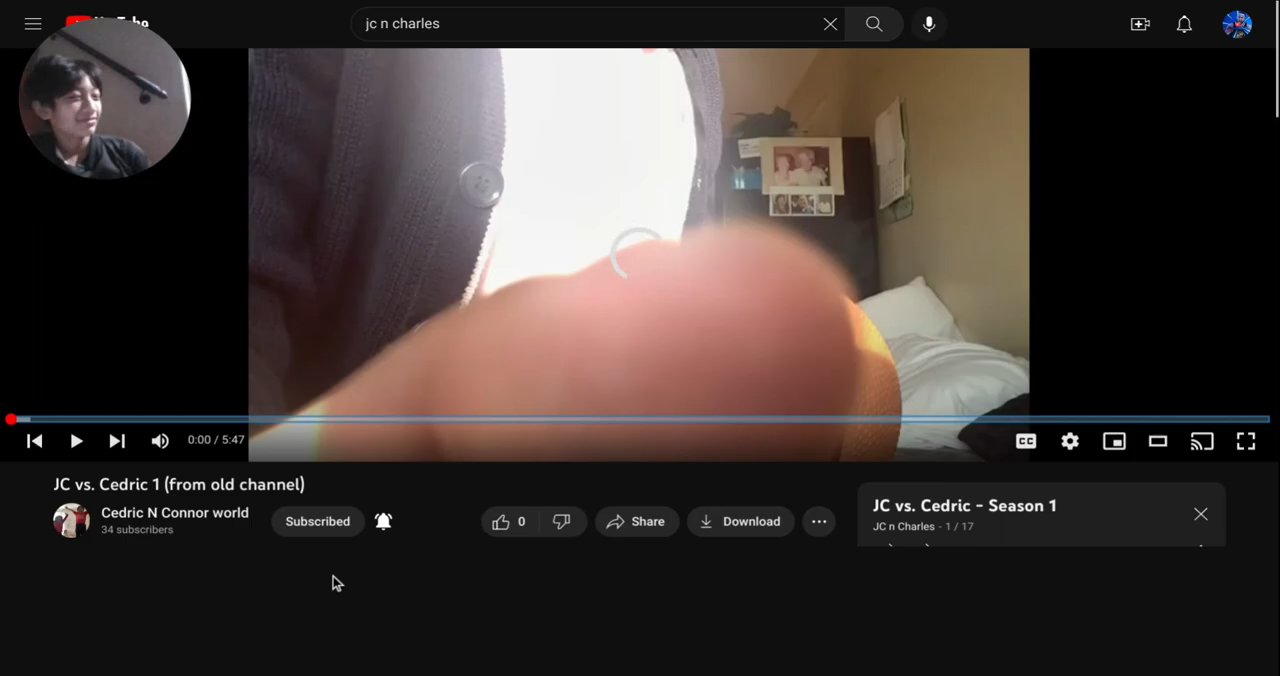 jc n charles
0:00 / 5:47
CC
JC vs. Cedric 1 (from old channel)
Cedric N Connor world
34 subscribers
Subscribed
0
Share
Download
JC vs. Cedric - Season 1
JC n Charles - 1 / 17